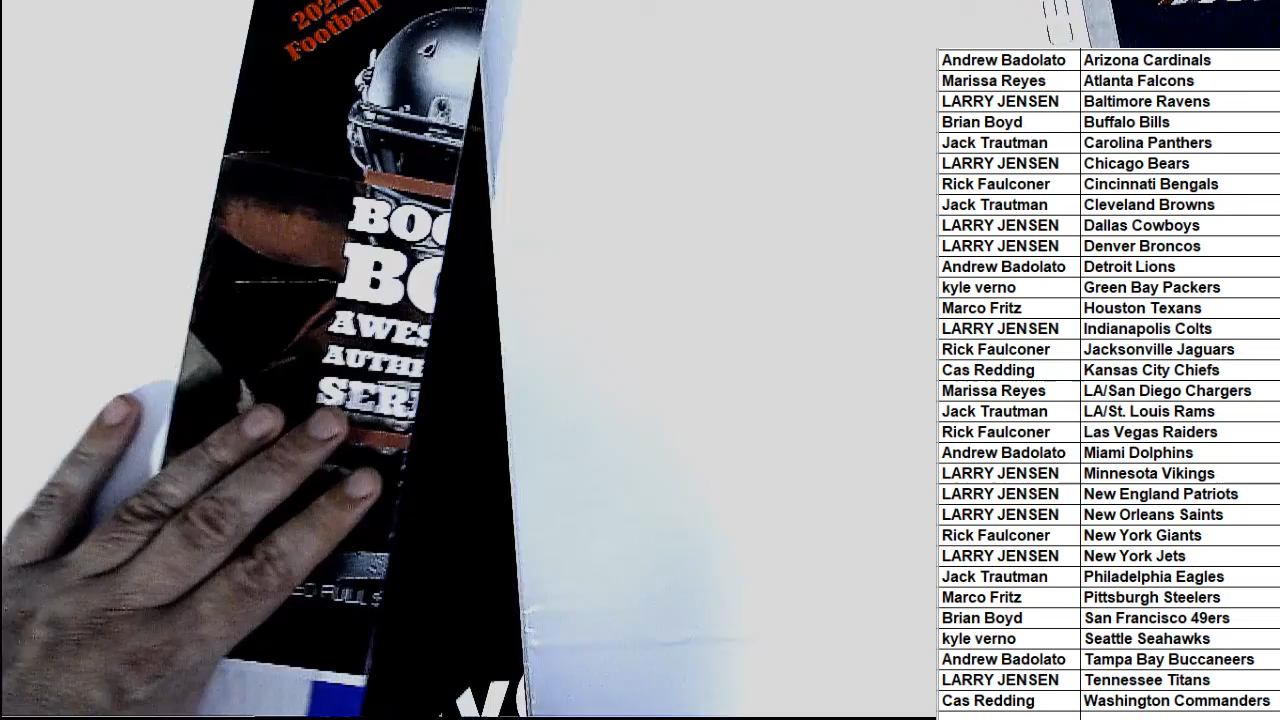 2022
Football
BO
AWES
AUTHE
SER
Andrew Badolato Arizona Cardinals
Marissa Reyes Atlanta Falcons
LARRY JENSEN Baltimore Ravens
Brian Boyd Buffalo Bills
Jack Trautman Carolina Panthers
LARRY JENSEN Chicago Bears
Rick Faulconer Cincinnati Bengals
Jack Trautman Cleveland Browns
LARRY JENSEN Dallas Cowboys
LARRY JENSEN Denver Broncos
Andrew Badolato Detroit Lions
kyle verno Green Bay Packers
Marco Fritz Houston Texans
LARRY JENSEN Indianapolis Colts
Rick Faulconer Jacksonville Jaguars
Cas Redding Kansas City Chiefs
Marissa Reyes LA/San Diego Chargers
Jack Trautman LA/St. Louis Rams
Rick Faulconer Las Vegas Raiders
Andrew Badolato Miami Dolphins
LARRY JENSEN Minnesota Vikings
LARRY JENSEN New England Patriots
LARRY JENSEN New Orleans Saints
Rick Faulconer New York Giants
LARRY JENSEN New York Jets
Jack Trautman Philadelphia Eagles
Marco Fritz Pittsburgh Steelers
Brian Boyd San Francisco 49ers
kyle verno Seattle Seahawks
Andrew Badolato Tampa Bay Buccaneers
LARRY JENSEN Tennessee Titans
Cas Redding Washington Commanders